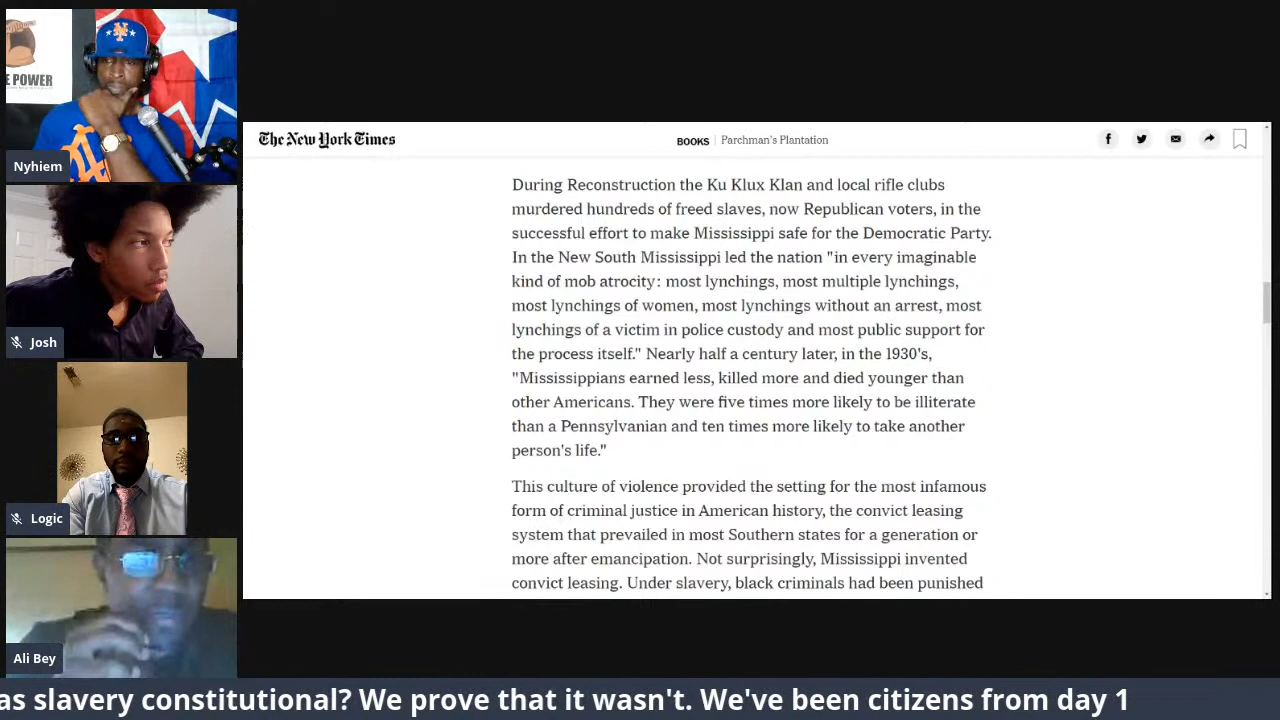 E POWER
Nyhiem
Josh
Logic
Ali Bey
The New York Times
BOOKS | Parchman's Plantation
During Reconstruction the Ku Klux Klan and local rifle clubs
murdered hundreds of freed slaves, now Republican voters, in the
successful effort to make Mississippi safe for the Democratic Party.
In the New South Mississippi led the nation "in every imaginable
kind of mob atrocity: most lynchings, most multiple lynchings,
most lynchings of women, most lynchings without an arrest, most
lynchings of a victim in police custody and most public support for
the process itself." Nearly half a century later, in the 1930's,
"Mississippians earned less, killed more and died younger than
other Americans. They were five times more likely to be illiterate
than a Pennsylvanian and ten times more likely to take another
person's life."
This culture of violence provided the setting for the most infamous
form of criminal justice in American history, the convict leasing
system that prevailed in most Southern states for a generation or
more after emancipation. Not surprisingly, Mississippi invented
convict leasing. Under slavery, black criminals had been punished
as slavery constitutional? We prove that it wasn't. We've been citizens from day 1